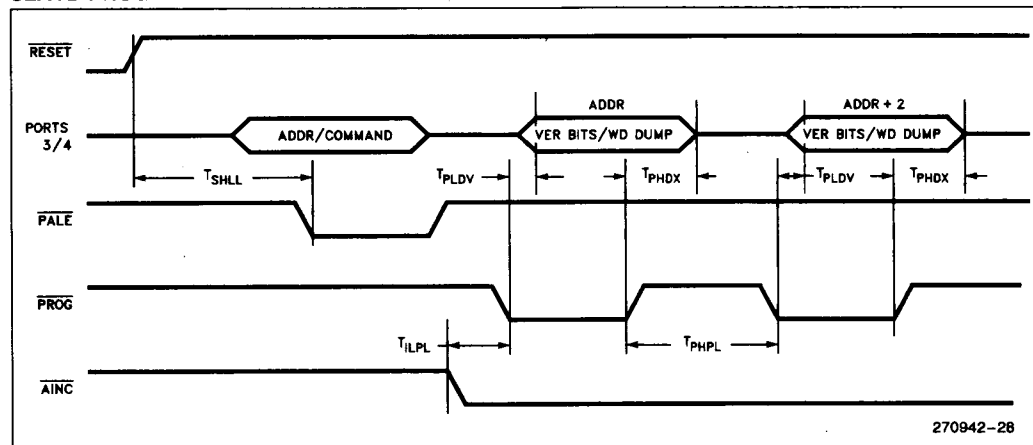 RESET
PORTS
3/4
ADDR/COMMAND
ADDR
VER BITS/WD DUMP
ADDR + 2
VER BITS/WD DUMP
TSHLL
TPLDV
TPHDX
TPLDV
TPHDX
PALE
PROG
TILPL
TPHPL
AINC
270942-28